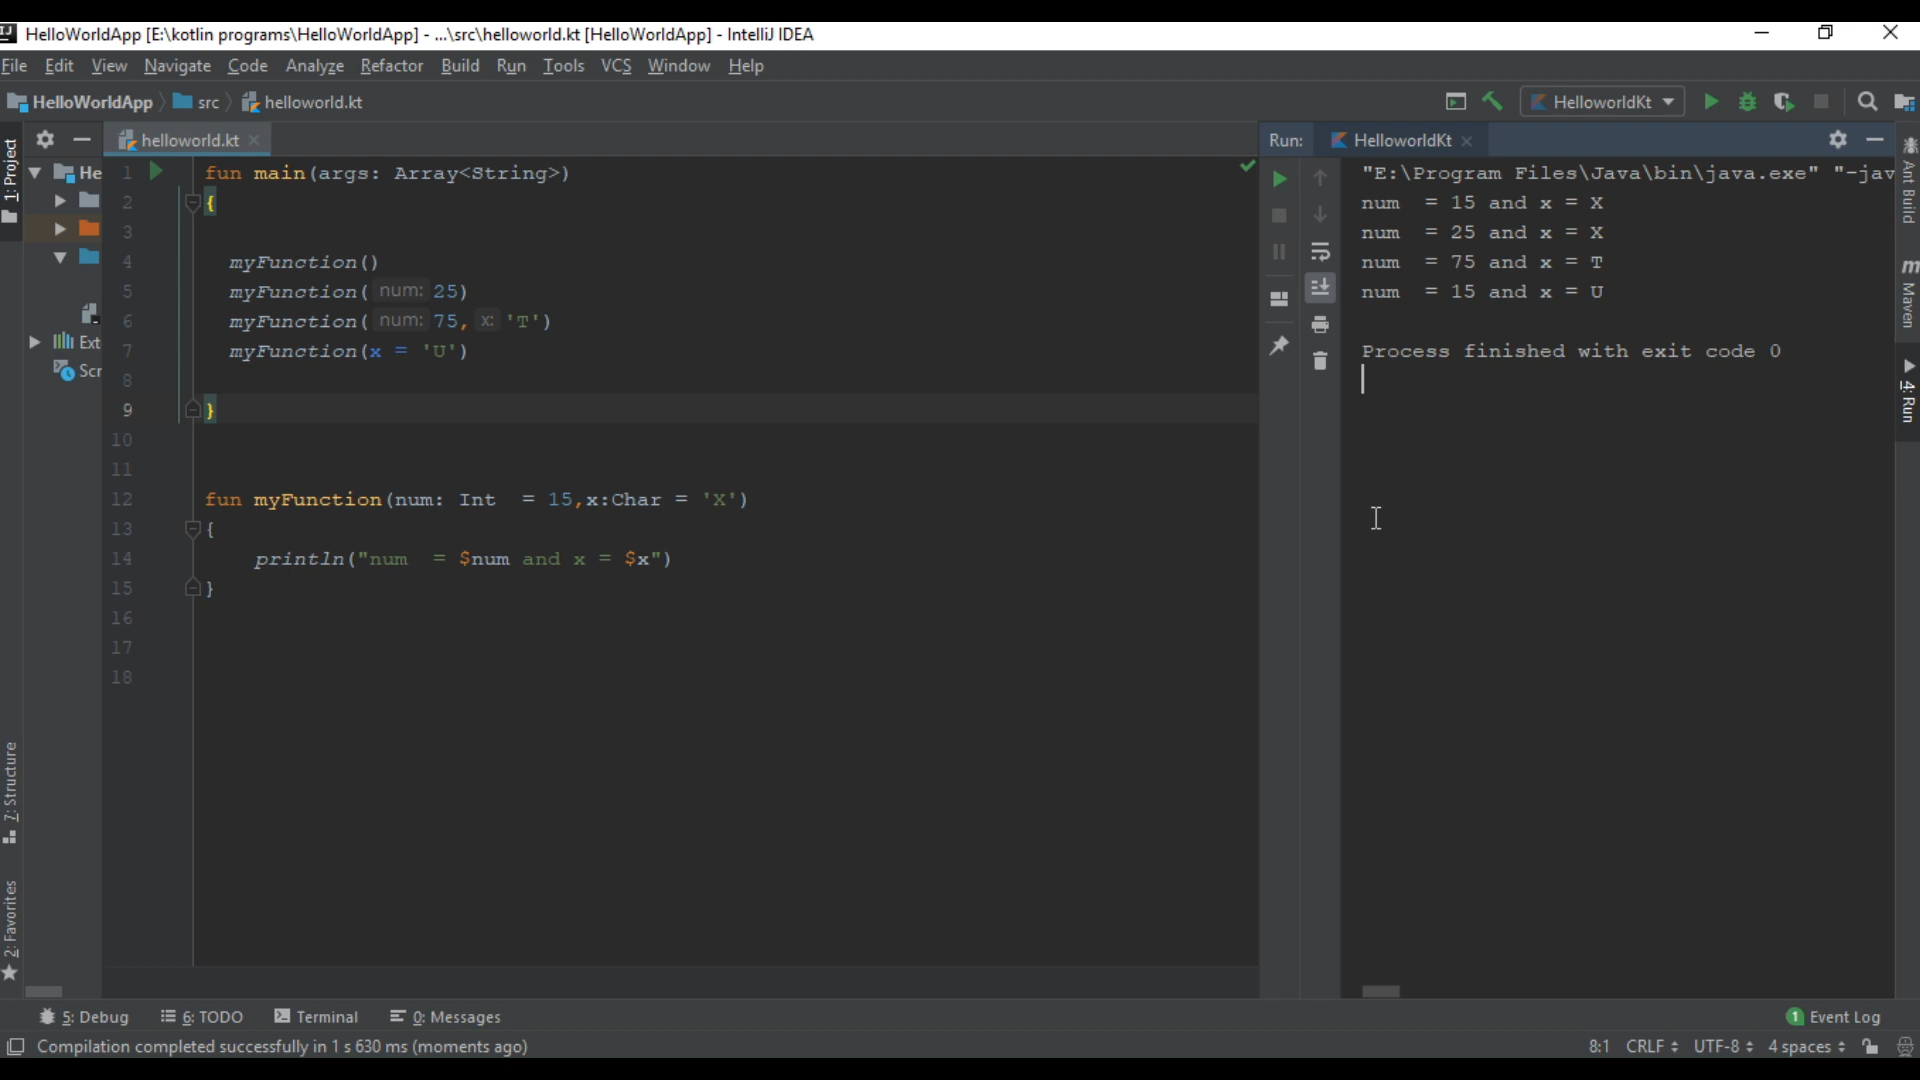 HelloWorldApp [E:\kotlin programs\HelloWorldApp] - ...\src\helloworld.kt [HelloWorldApp] - IntelliJ IDEA
File Edit View Navigate Code Analyze Refactor Build Run Tools VCS Window Help
HelloWorldApp src helloworld.kt HelloworldKt
helloworld.kt
Run: HelloworldKt
1: Project
He
Ext
Scr
7: Structure
2: Favorites
1 fun main(args: Array<String>)
2 {
3
4 myFunction()
5 myFunction( num: 25)
6 myFunction( num: 75, x: 'T')
7 myFunction(x = 'U')
8
9 }
10
11
12 fun myFunction(num: Int  = 15,x:Char = 'X')
13 {
14 println("num  = $num and x = $x")
15 }
16
17
18
"E:\Program Files\Java\bin\java.exe" "-jav
num  = 15 and x = X
num  = 25 and x = X
num  = 75 and x = T
num  = 15 and x = U
Process finished with exit code 0
Ant Build
m Maven
4: Run
5: Debug 6: TODO Terminal 0: Messages 1 Event Log
Compilation completed successfully in 1 s 630 ms (moments ago) 8:1 CRLF UTF-8 4 spaces